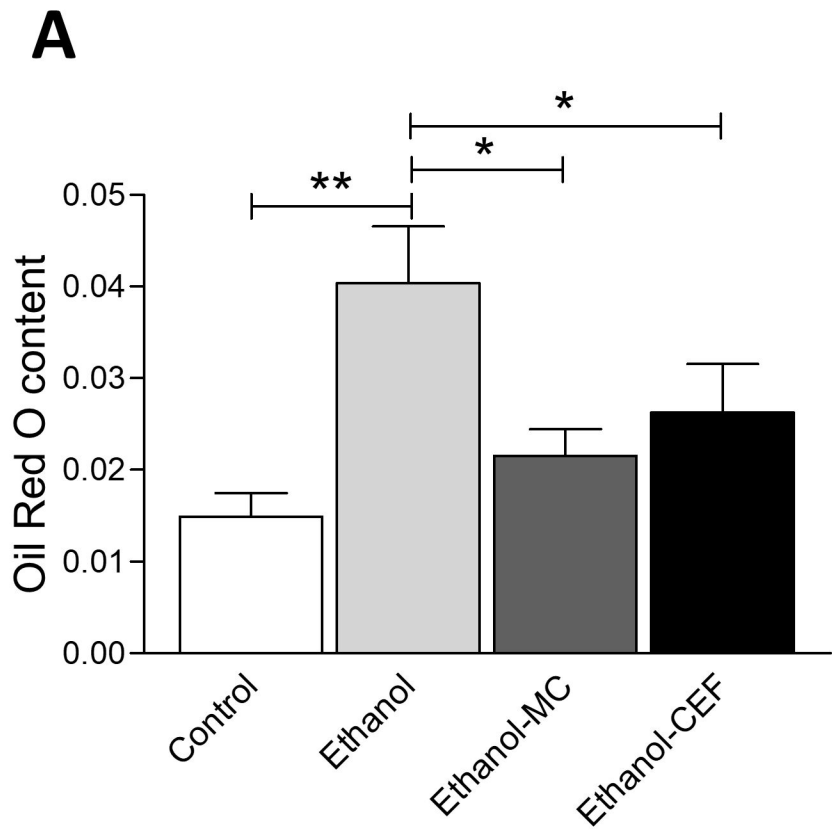 A
*
*
**
0.05
0.04
0.03
0.02
0.01
0.00
Oil Red O content
Control
Ethanol
Ethanol-MC
Ethanol-CEF